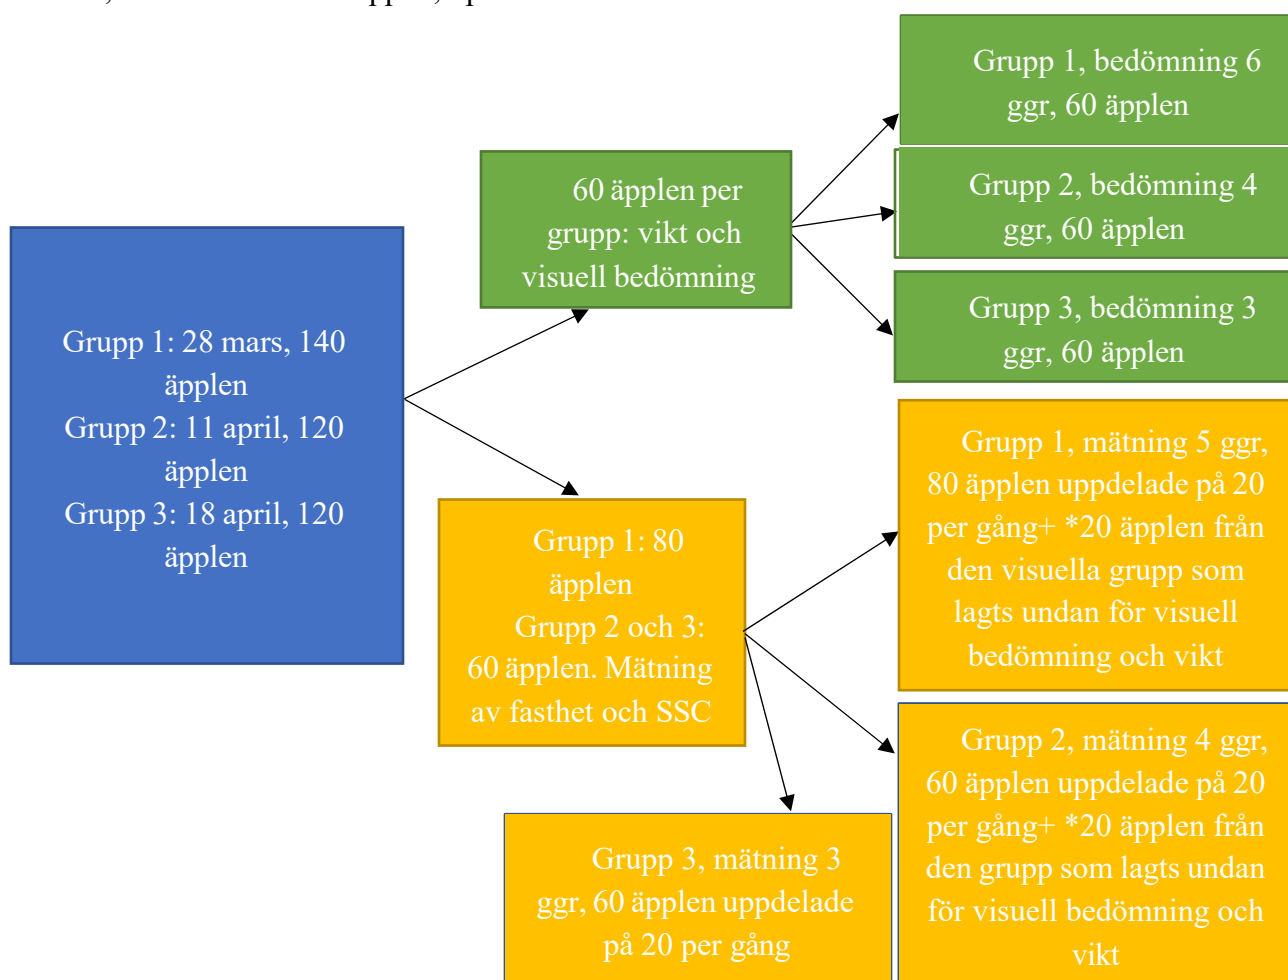 Grupp 1: 28 mars, 140
äpplen
Grupp 2: 11 april, 120
äpplen
Grupp 3: 18 april, 120
äpplen
60 äpplen per
grupp: vikt och
visuell bedömning
Grupp 1, bedömning 6
ggr, 60 äpplen
Grupp 2, bedömning 4
ggr, 60 äpplen
Grupp 3, bedömning 3
ggr, 60 äpplen
Grupp 1: 80
äpplen
Grupp 2 och 3:
60 äpplen. Mätning
av fasthet och SSC
Grupp 1, mätning 5 ggr,
80 äpplen uppdelade på 20
per gång+ *20 äpplen från
den visuella grupp som
lagts undan för visuell
bedömning och vikt
Grupp 2, mätning 4 ggr,
60 äpplen uppdelade på 20
per gång+ *20 äpplen från
den grupp som lagts undan
för visuell bedömning och
vikt
Grupp 3, mätning 3
ggr, 60 äpplen uppdelade
på 20 per gång